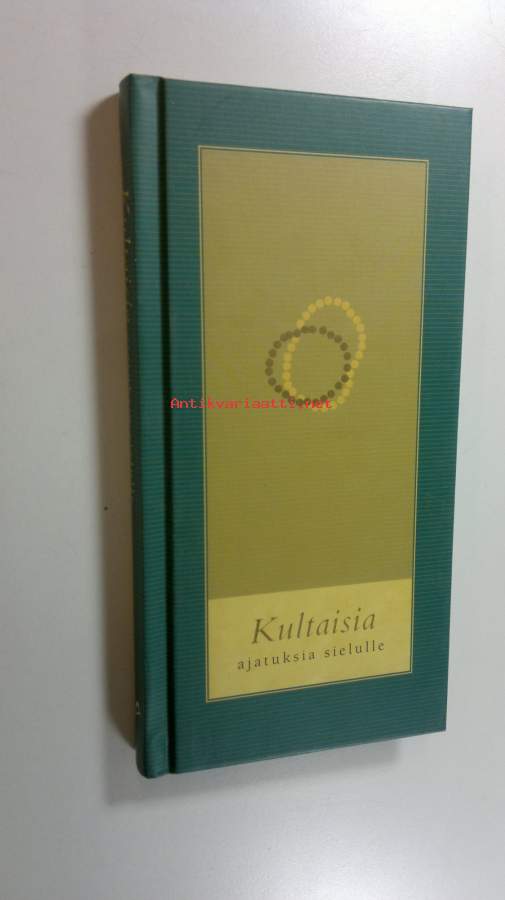 Antikvariaatti.net
Kultaisia
ajatuksia sielulle